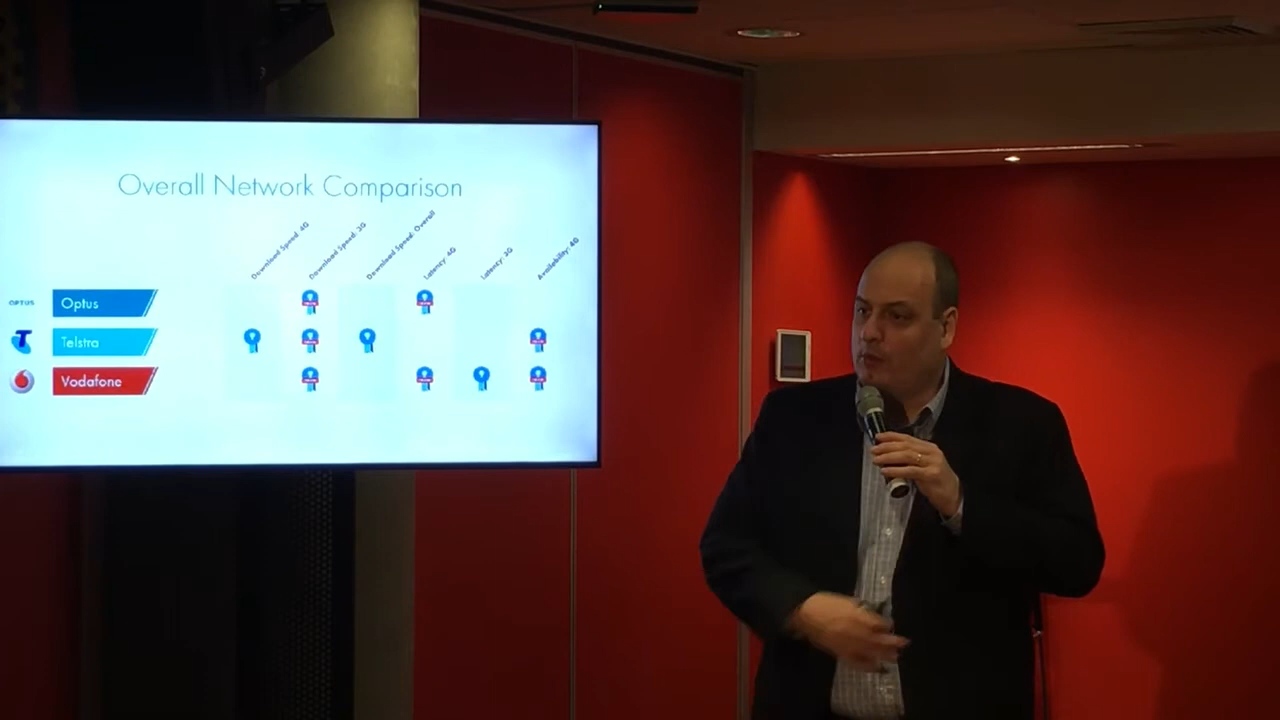 Overall Network Comparison
Download Speed: 4G
Download Speed: 3G
Download Speed: Overall
Latency: 4G
Latency: 3G
Availability: 4G
OPTUS Optus
T Telstra
Vodafone